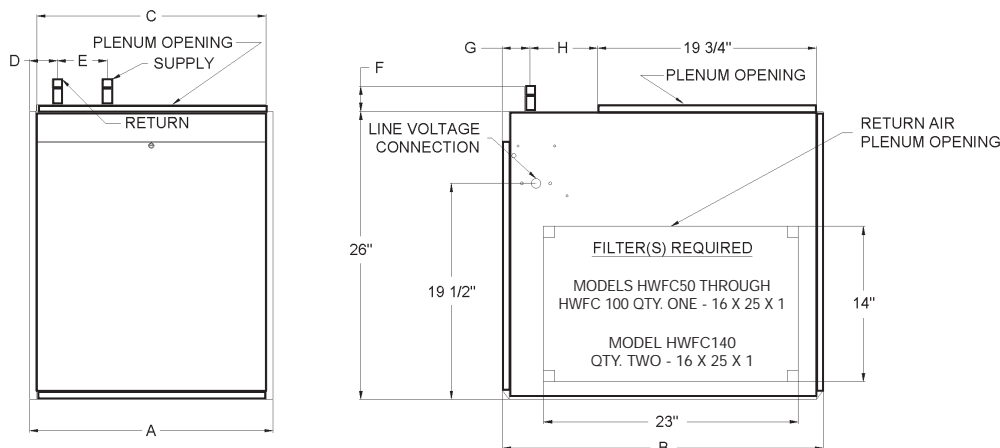 C
PLENUM OPENING
D
E
SUPPLY
RETURN
A
G
H
19 3/4"
F
PLENUM OPENING
LINE VOLTAGE
CONNECTION
RETURN AIR
PLENUM OPENING
26"
19 1/2"
FILTER(S) REQUIRED
MODELS HWFC50 THROUGH
HWFC 100 QTY. ONE - 16 X 25 X 1
MODEL HWFC140
QTY. TWO - 16 X 25 X 1
14"
23"
B